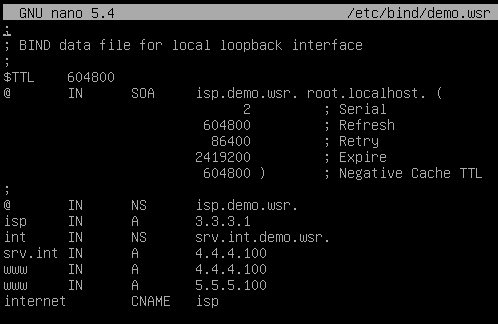 GNU nano 5.4 /etc/bind/demo.wsr
;
; BIND data file for local loopback interface
;
$TTL 604800
@ IN SOA isp.demo.wsr. root.localhost. (
2 ; Serial
604800 ; Refresh
86400 ; Retry
2419200 ; Expire
604800 ) ; Negative Cache TTL
;
@ IN NS isp.demo.wsr.
isp IN A 3.3.3.1
int IN NS srv.int.demo.wsr.
srv.int IN A 4.4.4.100
www IN A 4.4.4.100
www IN A 5.5.5.100
internet CNAME isp